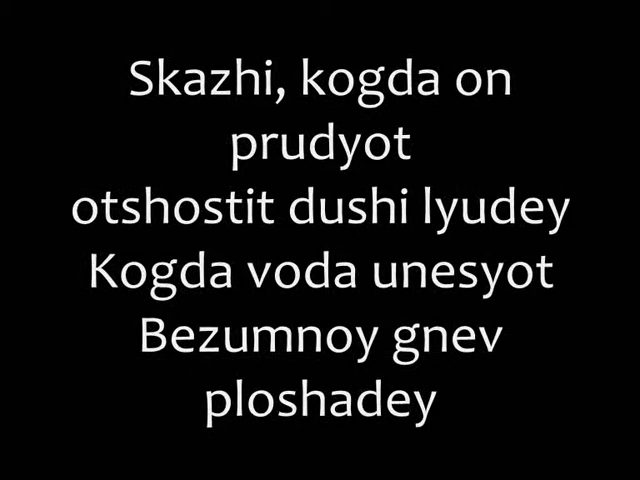 Skazhi, kogda on
prudyot
otshostit dushi lyudey
Kogda voda unesyot
Bezumnoy gnev
ploshadey